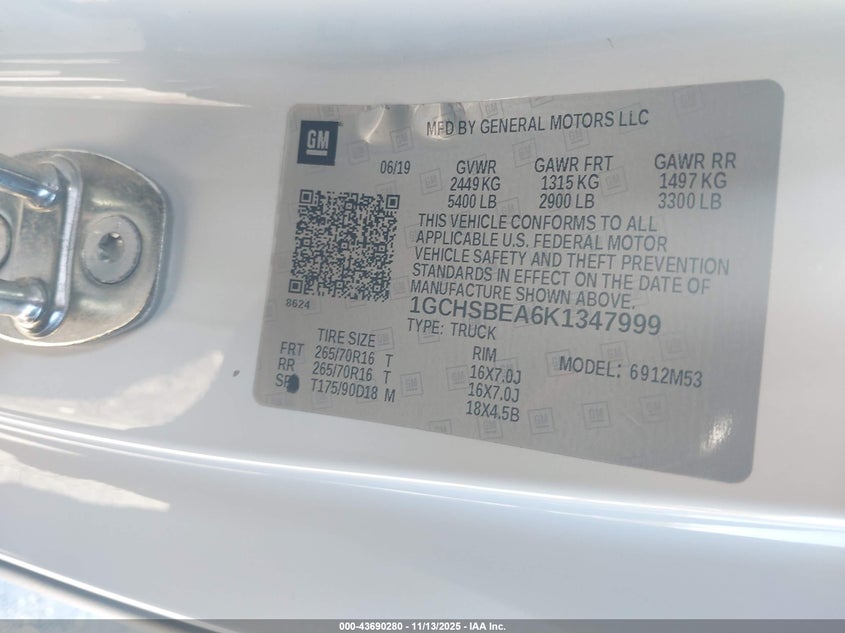 GM
MFD BY GENERAL MOTORS LLC
06/19
GVWR GAWR FRT GAWR RR
2449 KG 1315 KG 1497 KG
5400 LB 2900 LB 3300 LB
THIS VEHICLE CONFORMS TO ALL
APPLICABLE U.S. FEDERAL MOTOR
VEHICLE SAFETY AND THEFT PREVENTION
STANDARDS IN EFFECT ON THE DATE OF
MANUFACTURE SHOWN ABOVE.
8624
1GCHSBEA6K1347999
TYPE: TRUCK
TIRE SIZE RIM
FRT 265/70R16 T 16X7.0J
RR 265/70R16 T 16X7.0J
SP T175/90D18 M 18X4.5B
MODEL: 6912M53
000-43690280 - 11/13/2025 - IAA Inc.